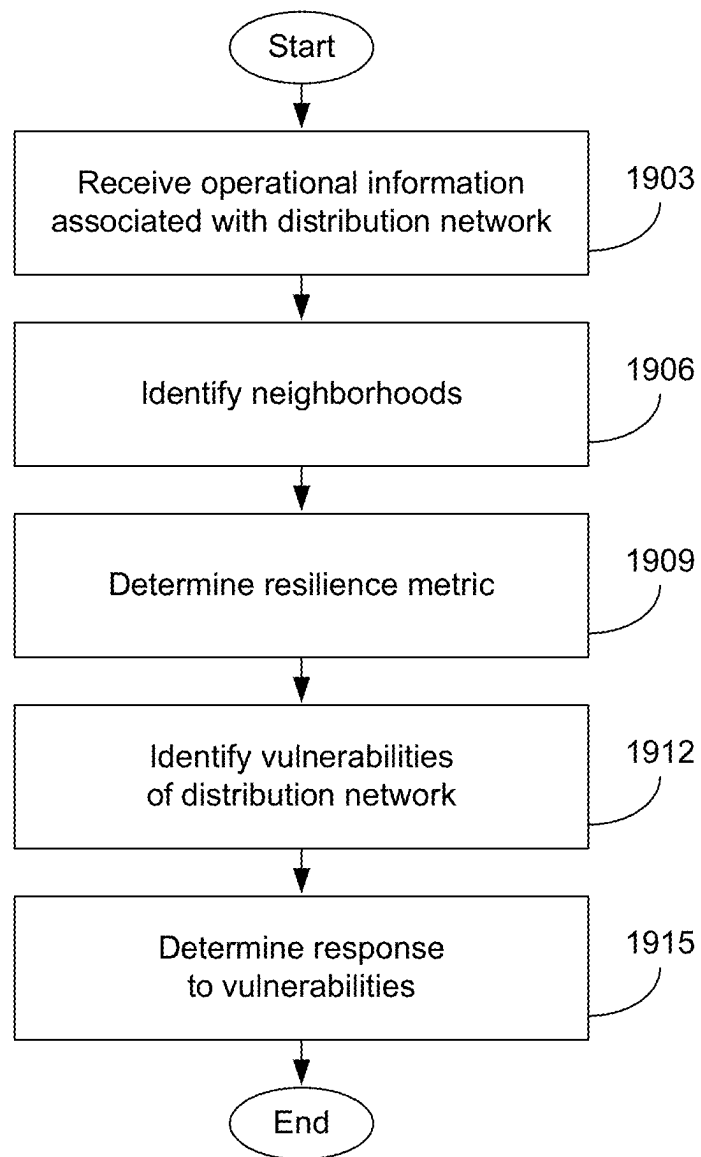 Start
Receive operational information
associated with distribution network
1903
Identify neighborhoods
1906
Determine resilience metric
1909
Identify vulnerabilities
of distribution network
1912
Determine response
to vulnerabilities
1915
End